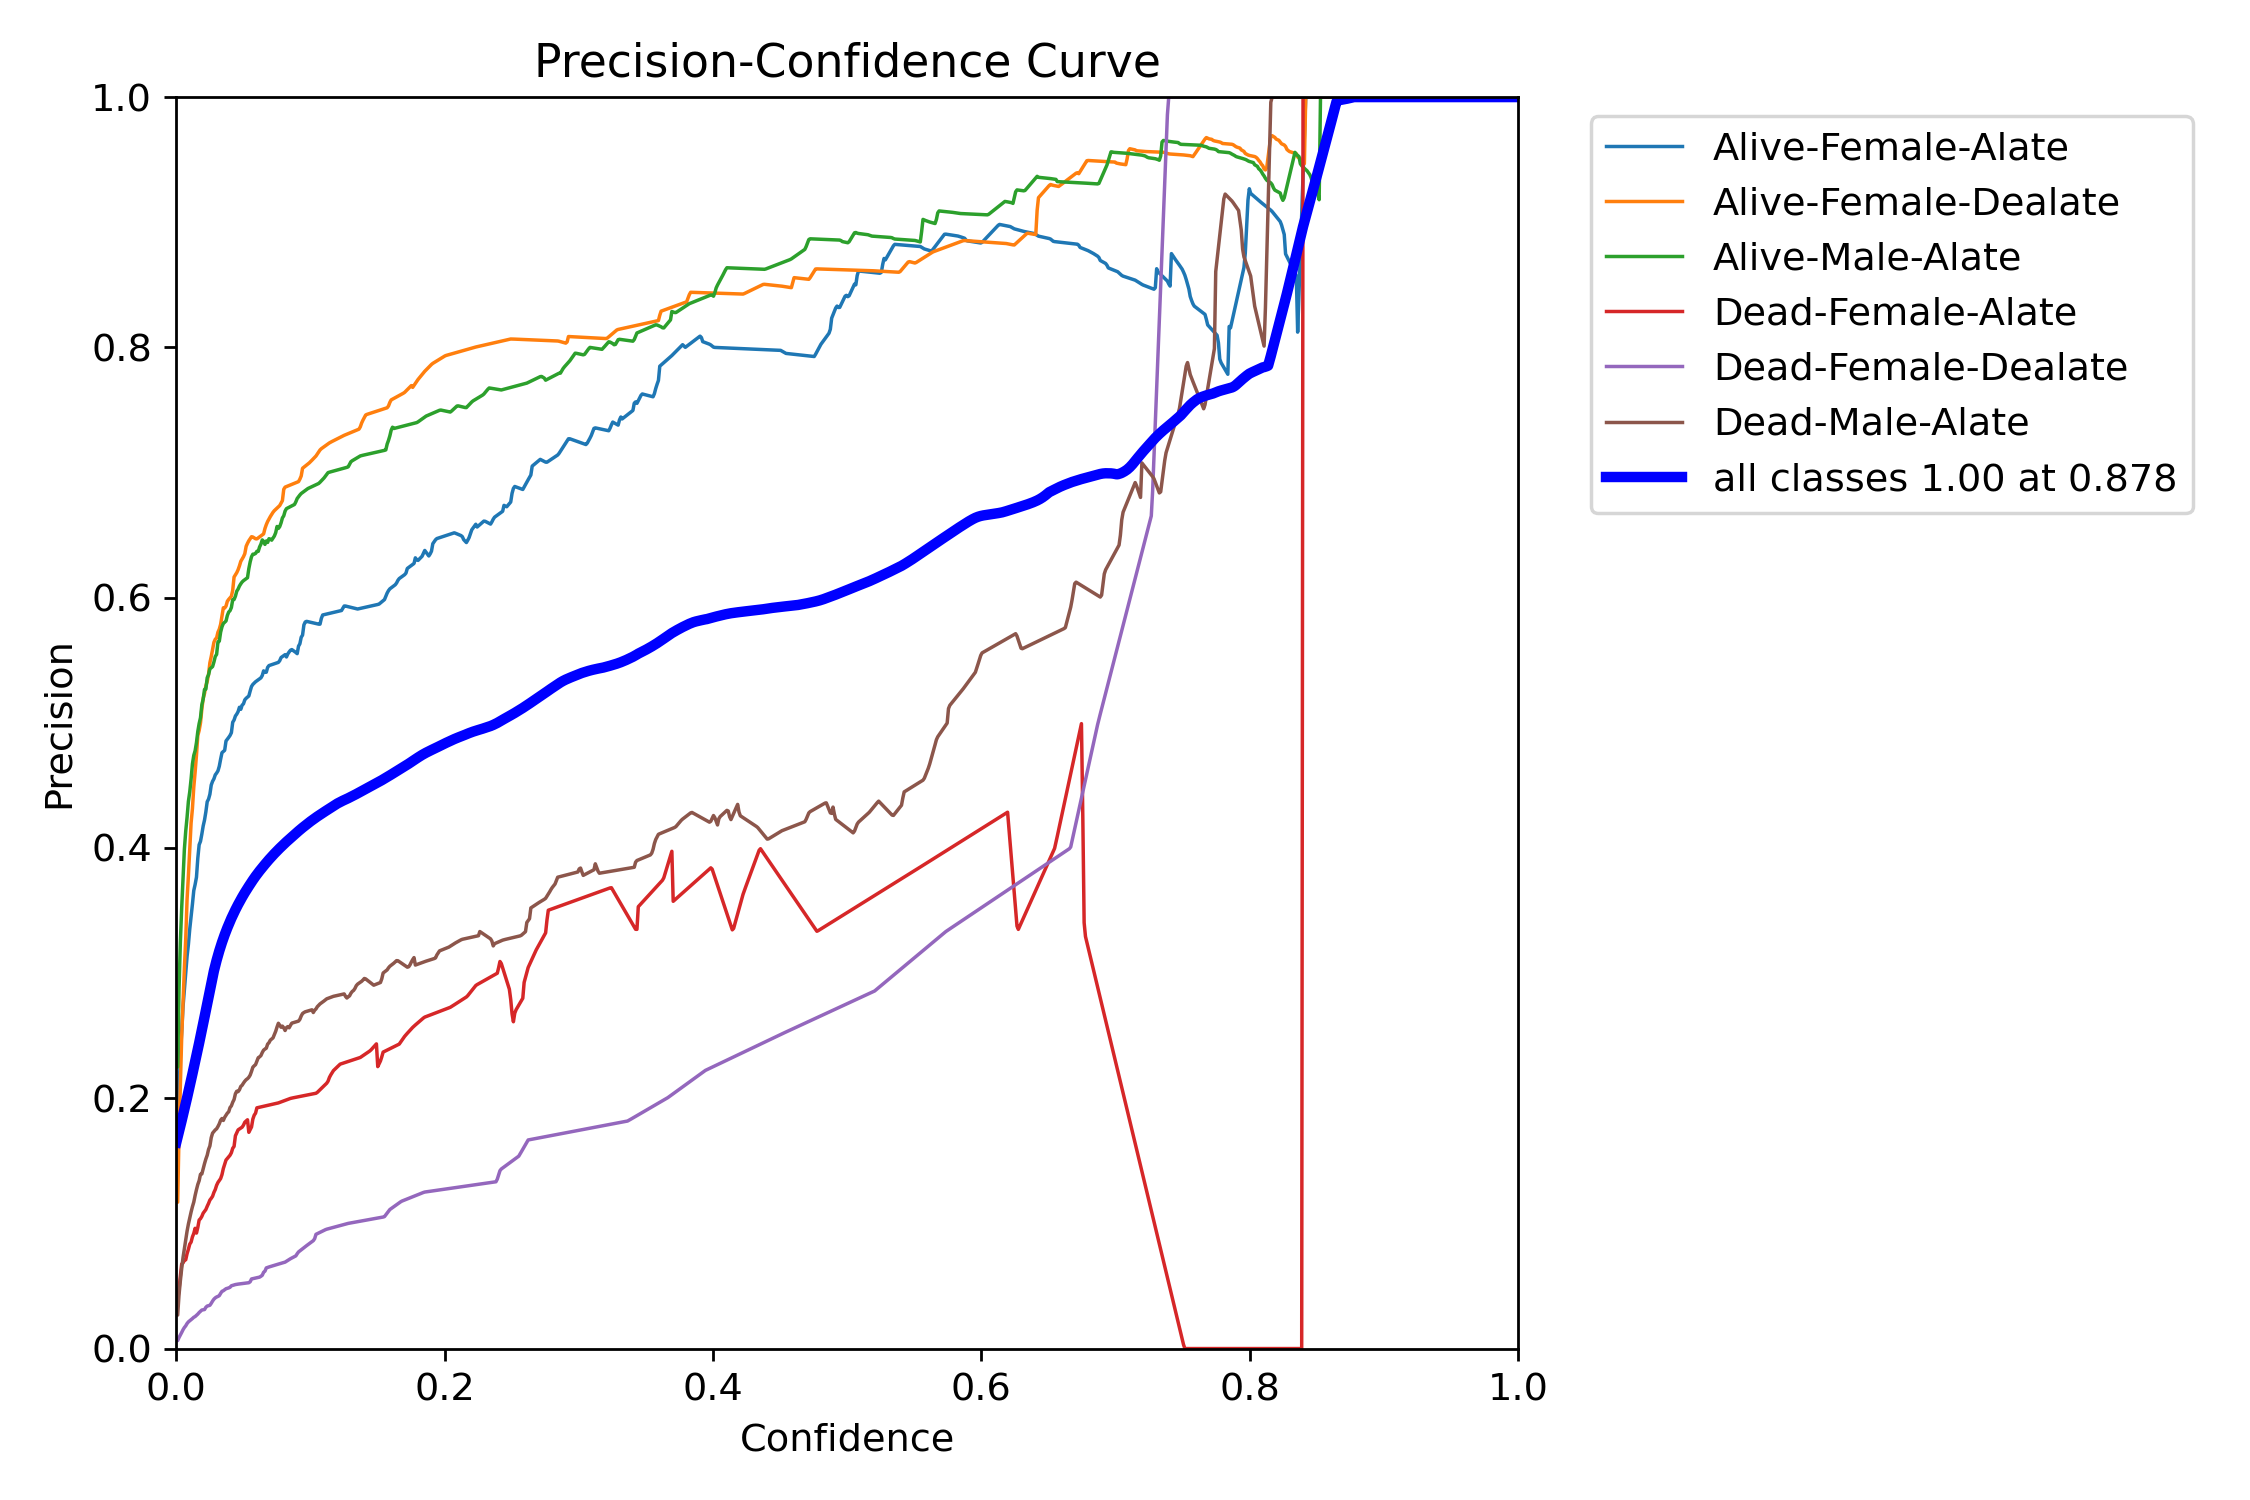 Precision-Confidence Curve
1.0
0.8
0.6
0.4
0.2
0.0
Precision
0.0 0.2 0.4 0.6 0.8 1.0
Confidence
Alive-Female-Alate
Alive-Female-Dealate
Alive-Male-Alate
Dead-Female-Alate
Dead-Female-Dealate
Dead-Male-Alate
all classes 1.00 at 0.878